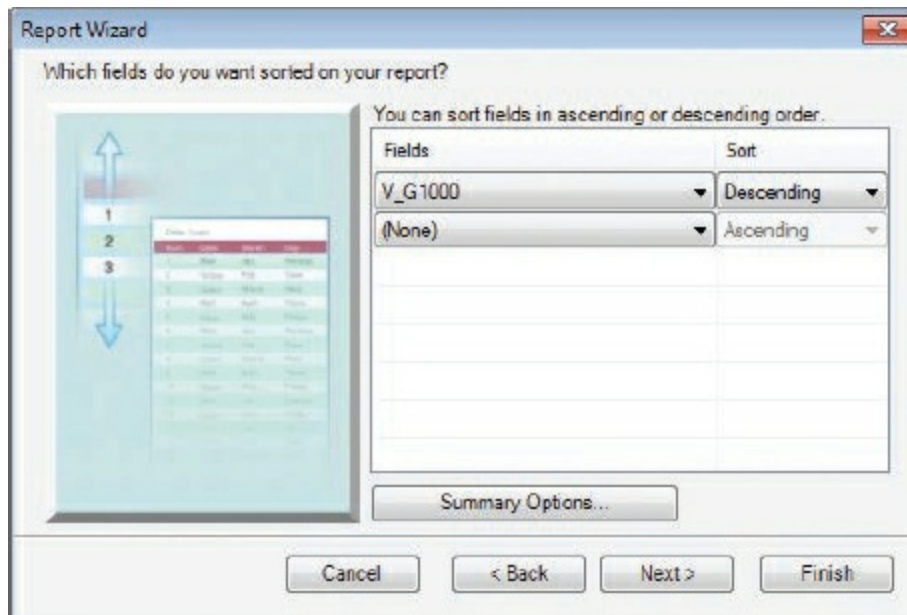 Report Wizard
Which fields do you want sorted on your report?
You can sort fields in ascending or descending order.
Fields Sort
V_G1000 Descending
(None) Ascending
1
2
3
Summary Options...
Cancel < Back Next > Finish